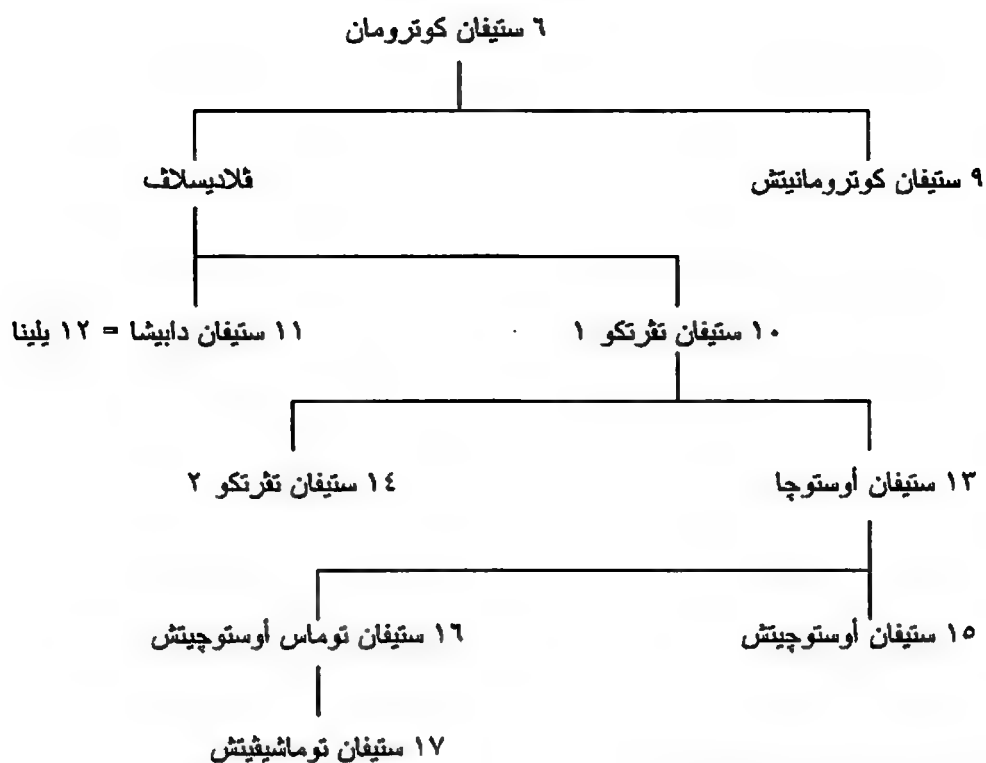 ٦ ستيفان كوترومان
٩ ستيفان كوترومانيتش
ڤلاديسلاڤ
١٠ ستيفان تڤرتكو ١
١١ ستيفان دابيشا = ١٢ يلينا
١٣ ستيفان أوستوچا
١٤ ستيفان تڤرتكو ٢
١٥ ستيفان أوستوچيتش
١٦ ستيفان توماس أوستوچيتش
١٧ ستيفان توماشيڤيتش